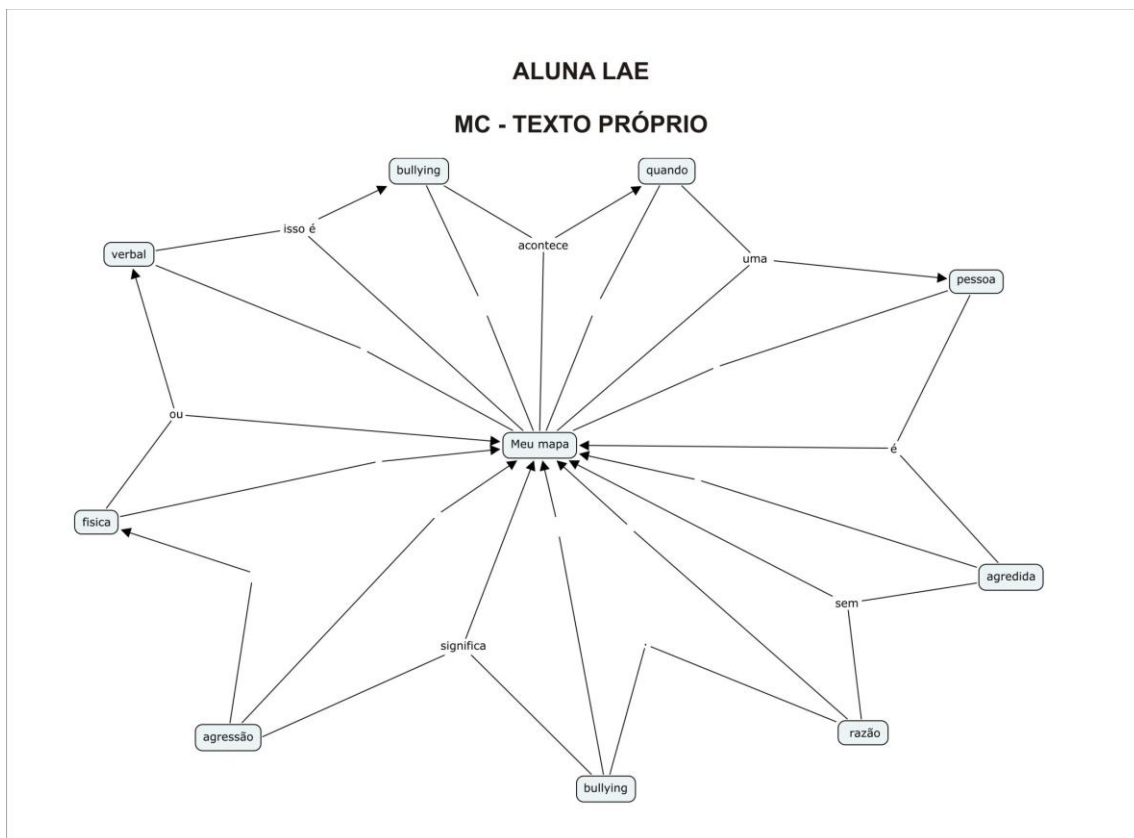 ALUNA LAE
MC - TEXTO PRÓPRIO
bullying
quando
isso é
acontece
verbal
uma
pessoa
ou
Meu mapa
é
fisica
agredida
sem
significa
agressão
razão
bullying